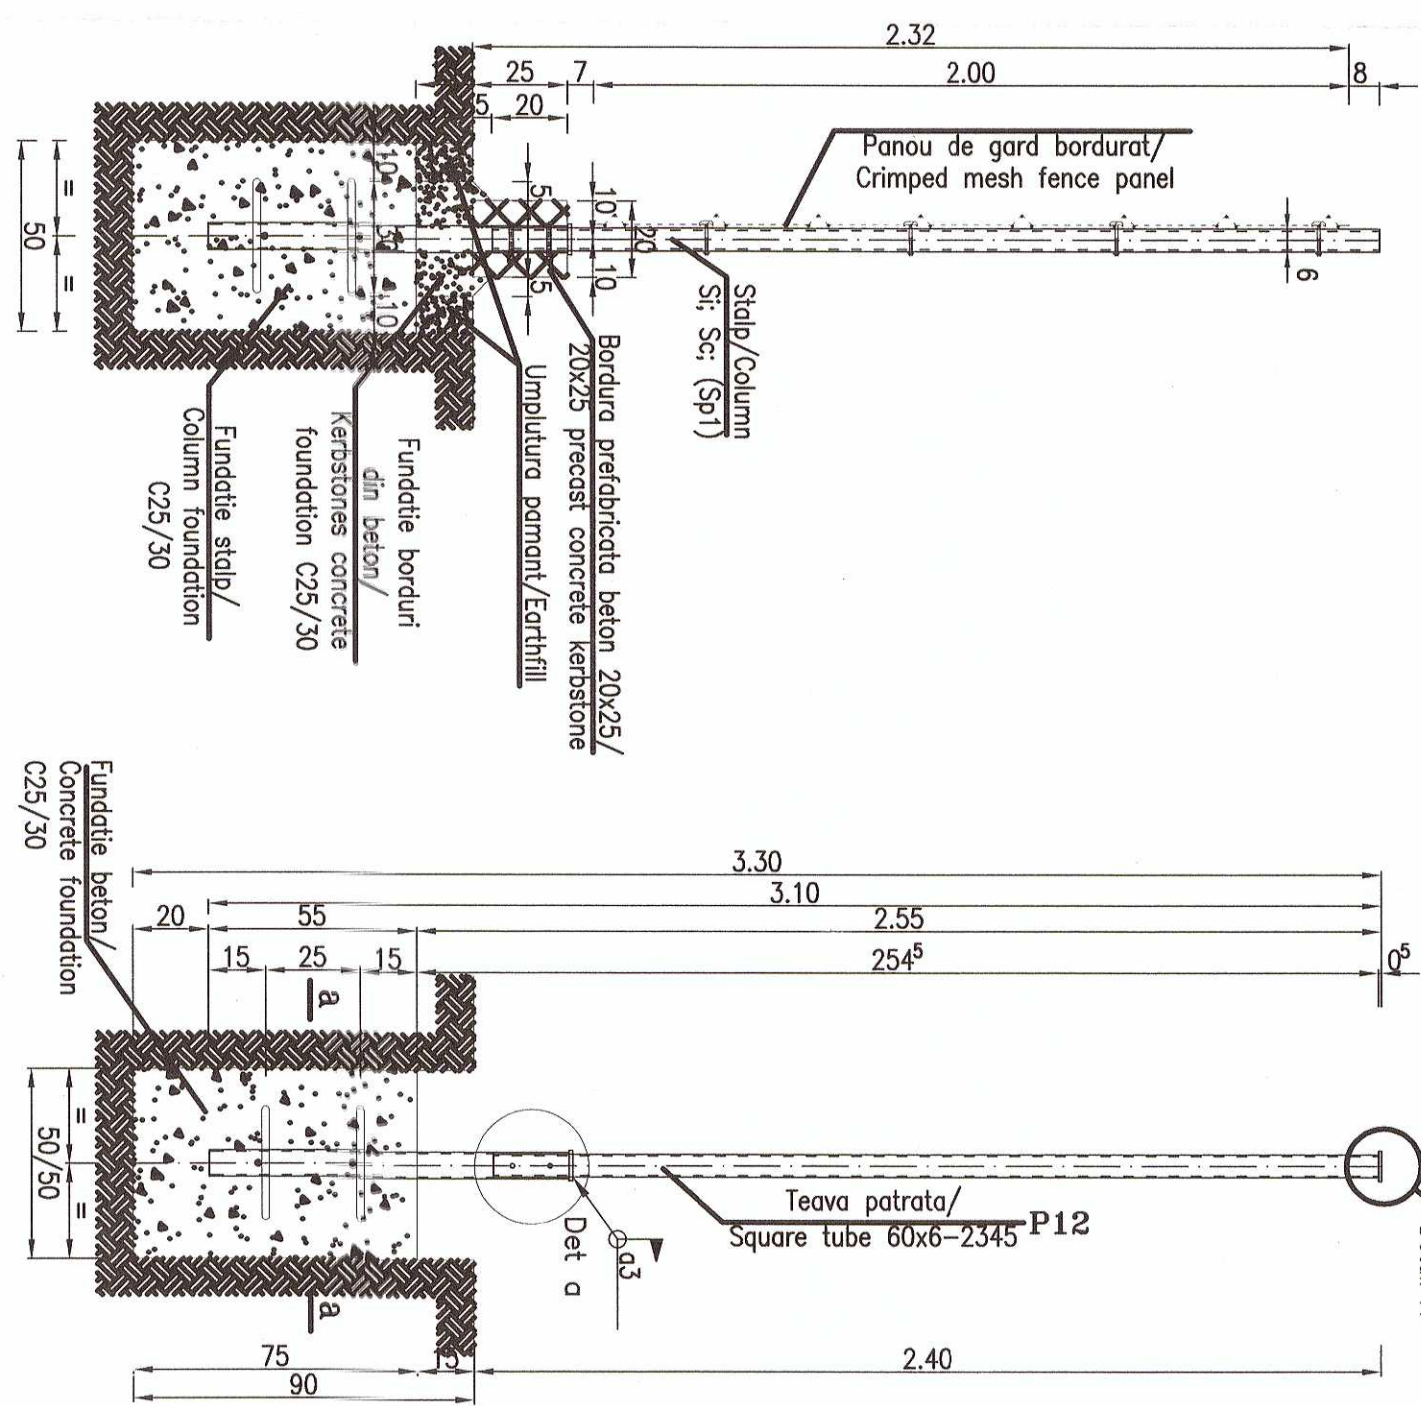 2.32
25
7
2.00
8
5
20
Panou de gard bordurat/
Crimped mesh fence panel
10
5
10
20
6
50
=
=
10
5
10
Stalp/Column
Si; Sc; (Sp1)
Bordura prefabricata beton 20x25/
20x25 precast concrete kerbstone
Umplutura pamant/Earthfill
Fundatie borduri
din beton/
Kerbstones concrete
foundation C25/30
Fundatie stalp/
Column foundation
C25/30
3.30
3.10
20
55
2.55
15
25
15
254⁵
0⁵
a
Fundatie beton/
Concrete foundation
C25/30
50/50
=
=
Teava patrata/
Square tube 60x6-2345
P12
Det a
a3
a
75
15
2.40
90